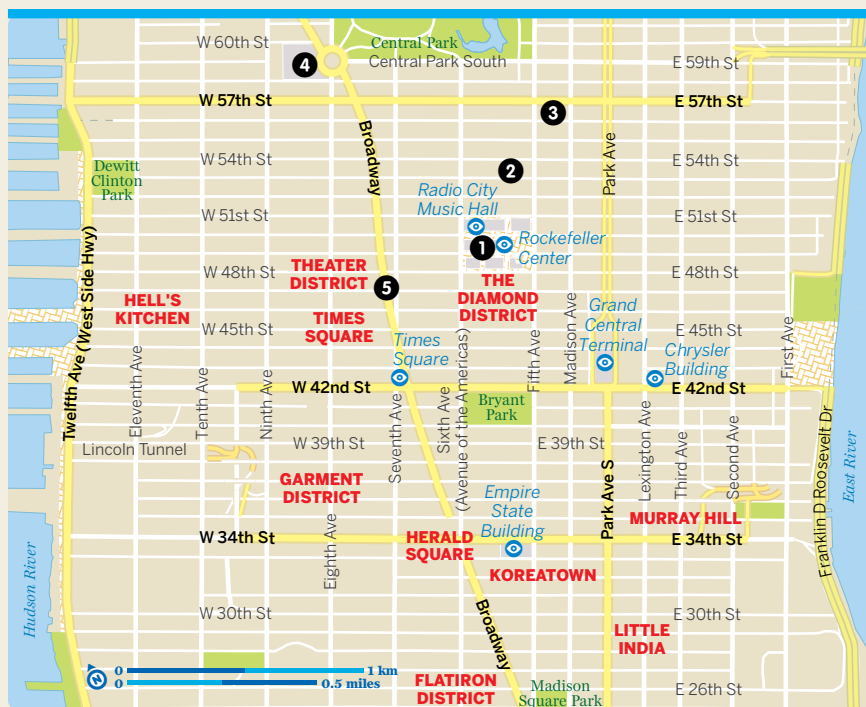 W 60th St
Central Park
Central Park South
E 59th St
4
W 57th St
E 57th St
3
Broadway
W 54th St
E 54th St
Dewitt
Clinton
Park
2
Park Ave
Radio City
Music Hall
W 51st St
E 51st St
1
Rockefeller
Center
W 48th St
E 48th St
THEATER
DISTRICT
THE
DIAMOND
DISTRICT
5
HELL'S
KITCHEN
TIMES
SQUARE
W 45th St
E 45th St
Grand
Central
Terminal
Times
Square
Chrysler
Building
Twelfth Ave (West Side Hwy)
Eleventh Ave
Tenth Ave
Ninth Ave
W 42nd St
E 42nd St
Seventh Ave
Sixth Ave
(Avenue of the Americas)
Fifth Ave
Madison Ave
First Ave
Bryant
Park
Lincoln Tunnel
W 39th St
E 39th St
Lexington Ave
Third Ave
Second Ave
Franklin D Roosevelt Dr
East River
GARMENT
DISTRICT
Empire
State
Building
Park Ave S
MURRAY HILL
W 34th St
E 34th St
HERALD
SQUARE
Eighth Ave
KOREATOWN
Hudson River
W 30th St
E 30th St
Broadway
LITTLE
INDIA
N
0 1 km
0 0.5 miles
FLATIRON
DISTRICT
Madison
Square Park
E 26th St